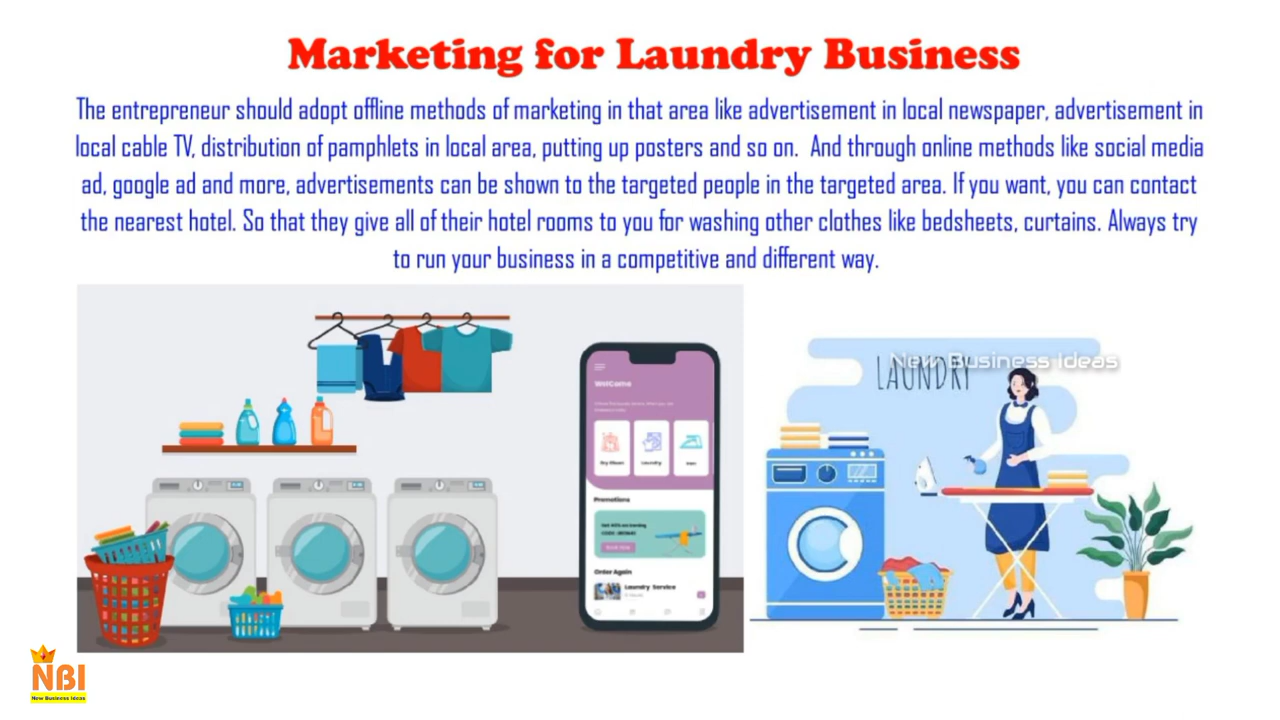 Marketing for Laundry Business
The entrepreneur should adopt offline methods of marketing in that area like advertisement in local newspaper, advertisement in
local cable TV, distribution of pamphlets in local area, putting up posters and so on. And through online methods like social media
ad, google ad and more, advertisements can be shown to the targeted people in the targeted area. If you want, you can contact
the nearest hotel. So that they give all of their hotel rooms to you for washing other clothes like bedsheets, curtains. Always try
to run your business in a competitive and different way.
Welcome
Dry Clean Laundry Iron
Promotions
Order Again
Laundry Service
LAUNDRY
New Business Ideas
NBI
New Business Ideas